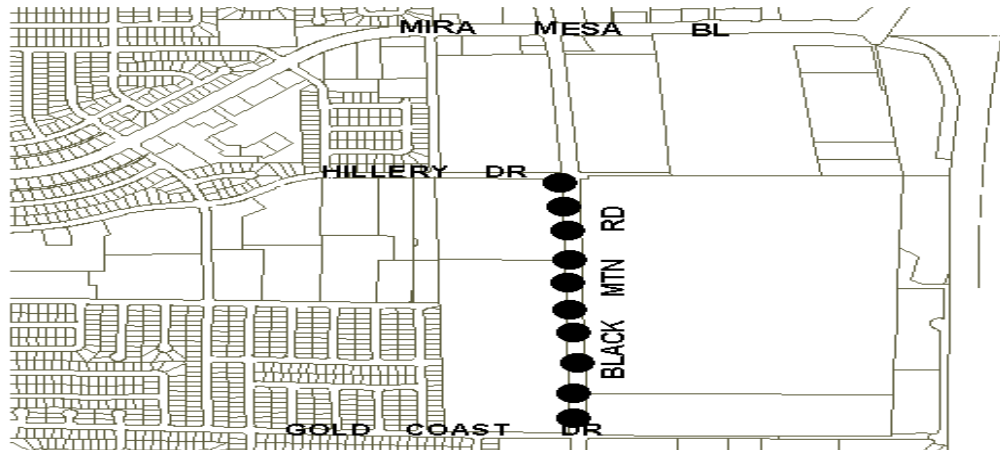 MIRA MESA BL
HILLERY DR
BLACK MTN RD
GOLD COAST DR